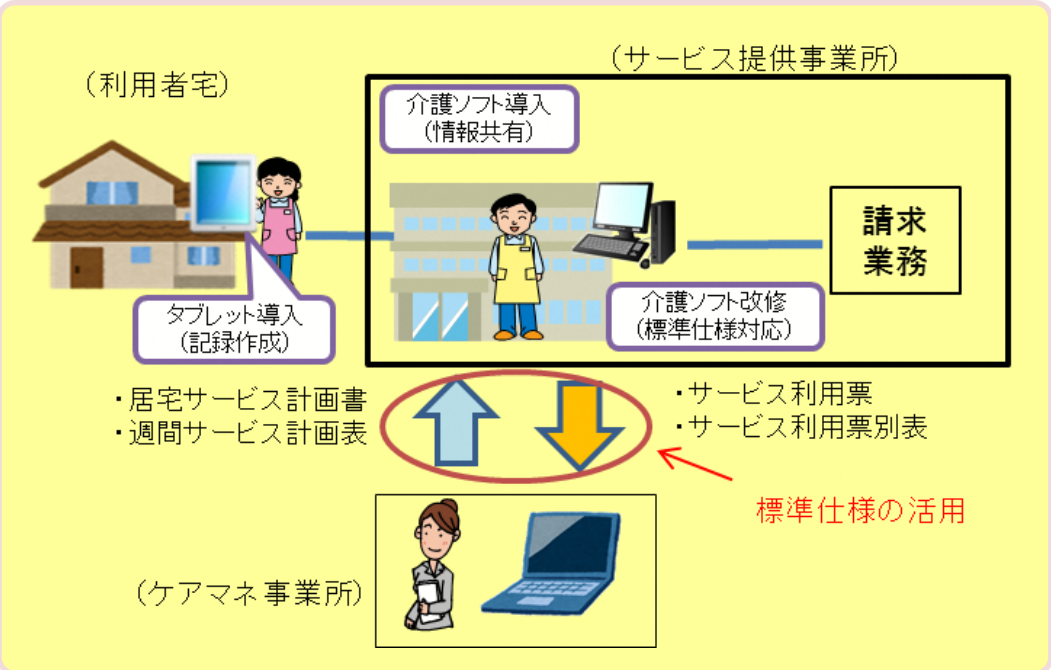 （サービス提供事業所）
（利用者宅）
介護ソフト導入
（情報共有）
請求
業務
タブレット導入
（記録作成）
介護ソフト改修
（標準仕様対応）
・居宅サービス計画書
・週間サービス計画表
・サービス利用票
・サービス利用票別表
標準仕様の活用
（ケアマネ事業所）